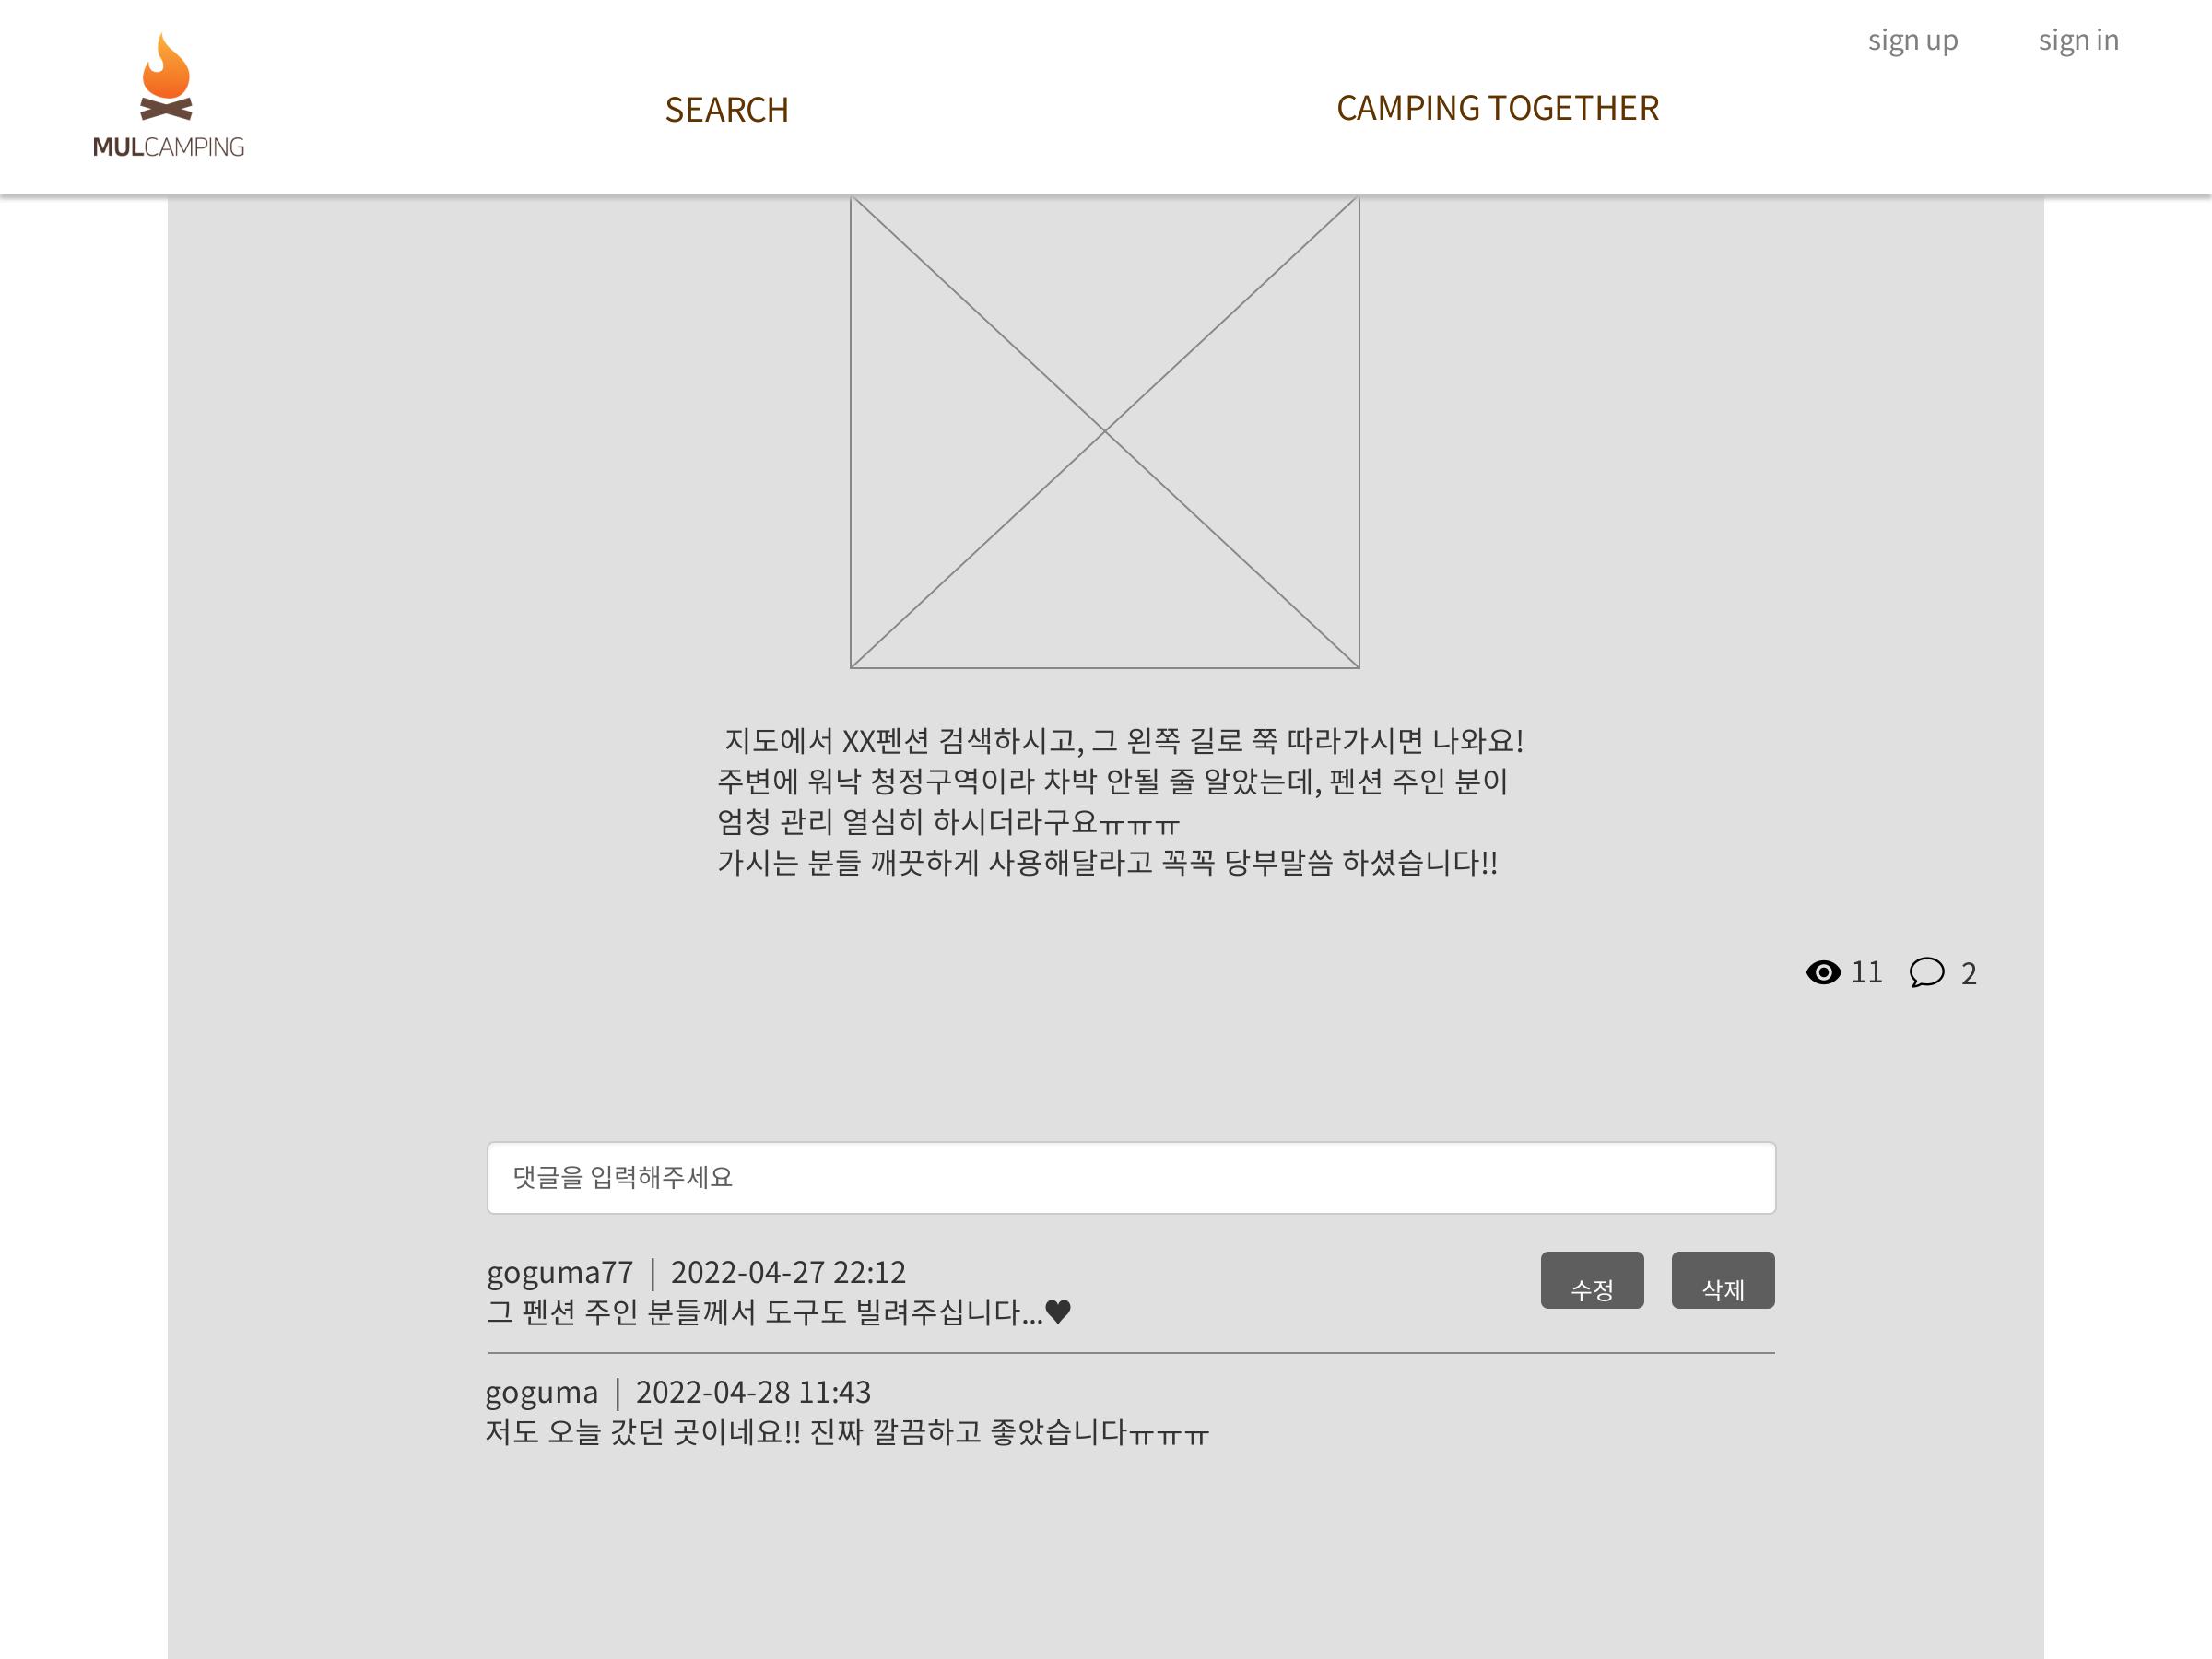 sign up sign in
SEARCH CAMPING TOGETHER
MULCAMPING
지도에서 XX펜션 검색하시고, 그 왼쪽 길로 쭉 따라가시면 나와요!
주변에 워낙 청정구역이라 차박 안될 줄 알았는데, 펜션 주인 분이
엄청 관리 열심히 하시더라구요ㅠㅠㅠ
가시는 분들 깨끗하게 사용해달라고 꼭꼭 당부말씀 하셨습니다!!
11 2
댓글을 입력해주세요
goguma77 | 2022-04-27 22:12
그 펜션 주인 분들께서 도구도 빌려주십니다...♥
수정 삭제
goguma | 2022-04-28 11:43
저도 오늘 갔던 곳이네요!! 진짜 깔끔하고 좋았습니다ㅠㅠㅠ